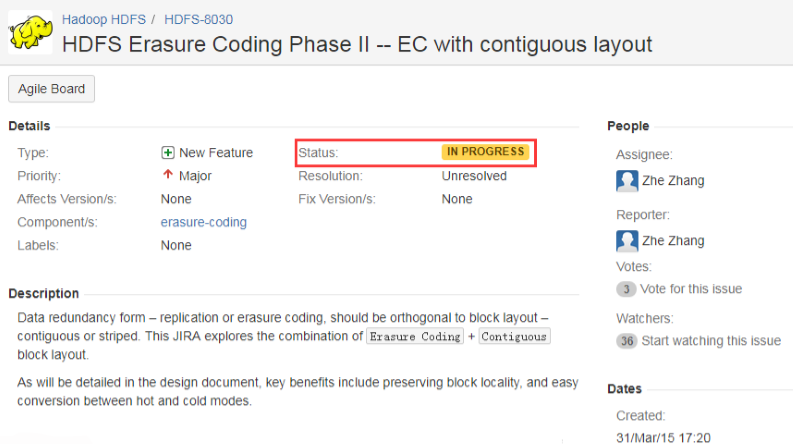 Hadoop HDFS / HDFS-8030
HDFS Erasure Coding Phase II -- EC with contiguous layout
Agile Board
Details
Type: New Feature Status: IN PROGRESS
Priority: Major Resolution: Unresolved
Affects Version/s: None Fix Version/s: None
Component/s: erasure-coding
Labels: None
Description
Data redundancy form – replication or erasure coding, should be orthogonal to block layout –
contiguous or striped. This JIRA explores the combination of Erasure Coding + Contiguous
block layout.
As will be detailed in the design document, key benefits include preserving block locality, and easy
conversion between hot and cold modes.
People
Assignee:
Zhe Zhang
Reporter:
Zhe Zhang
Votes:
3 Vote for this issue
Watchers:
36 Start watching this issue
Dates
Created:
31/Mar/15 17:20